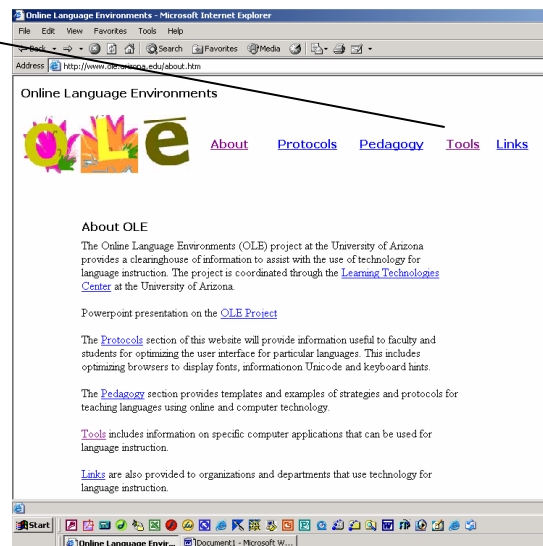 Online Language Environments - Microsoft Internet Explorer
File Edit View Favorites Tools Help
Back Search Favorites Media
Address http://www.ole.arizona.edu/about.htm
Online Language Environments
OLē
About Protocols Pedagogy Tools Links
About OLE
The Online Language Environments (OLE) project at the University of Arizona
provides a clearinghouse of information to assist with the use of technology for
language instruction. The project is coordinated through the Learning Technologies
Center at the University of Arizona.
Powerpoint presentation on the OLE Project
The Protocols section of this website will provide information useful to faculty and
students for optimizing the user interface for particular languages. This includes
optimizing browsers to display fonts, informationon Unicode and keyboard hints.
The Pedagogy section provides templates and examples of strategies and protocols for
teaching languages using online and computer technology.
Tools includes information on specific computer applications that can be used for
language instruction.
Links are also provided to organizations and departments that use technology for
language instruction.
Start
Online Language Envir... Document1 - Microsoft W...